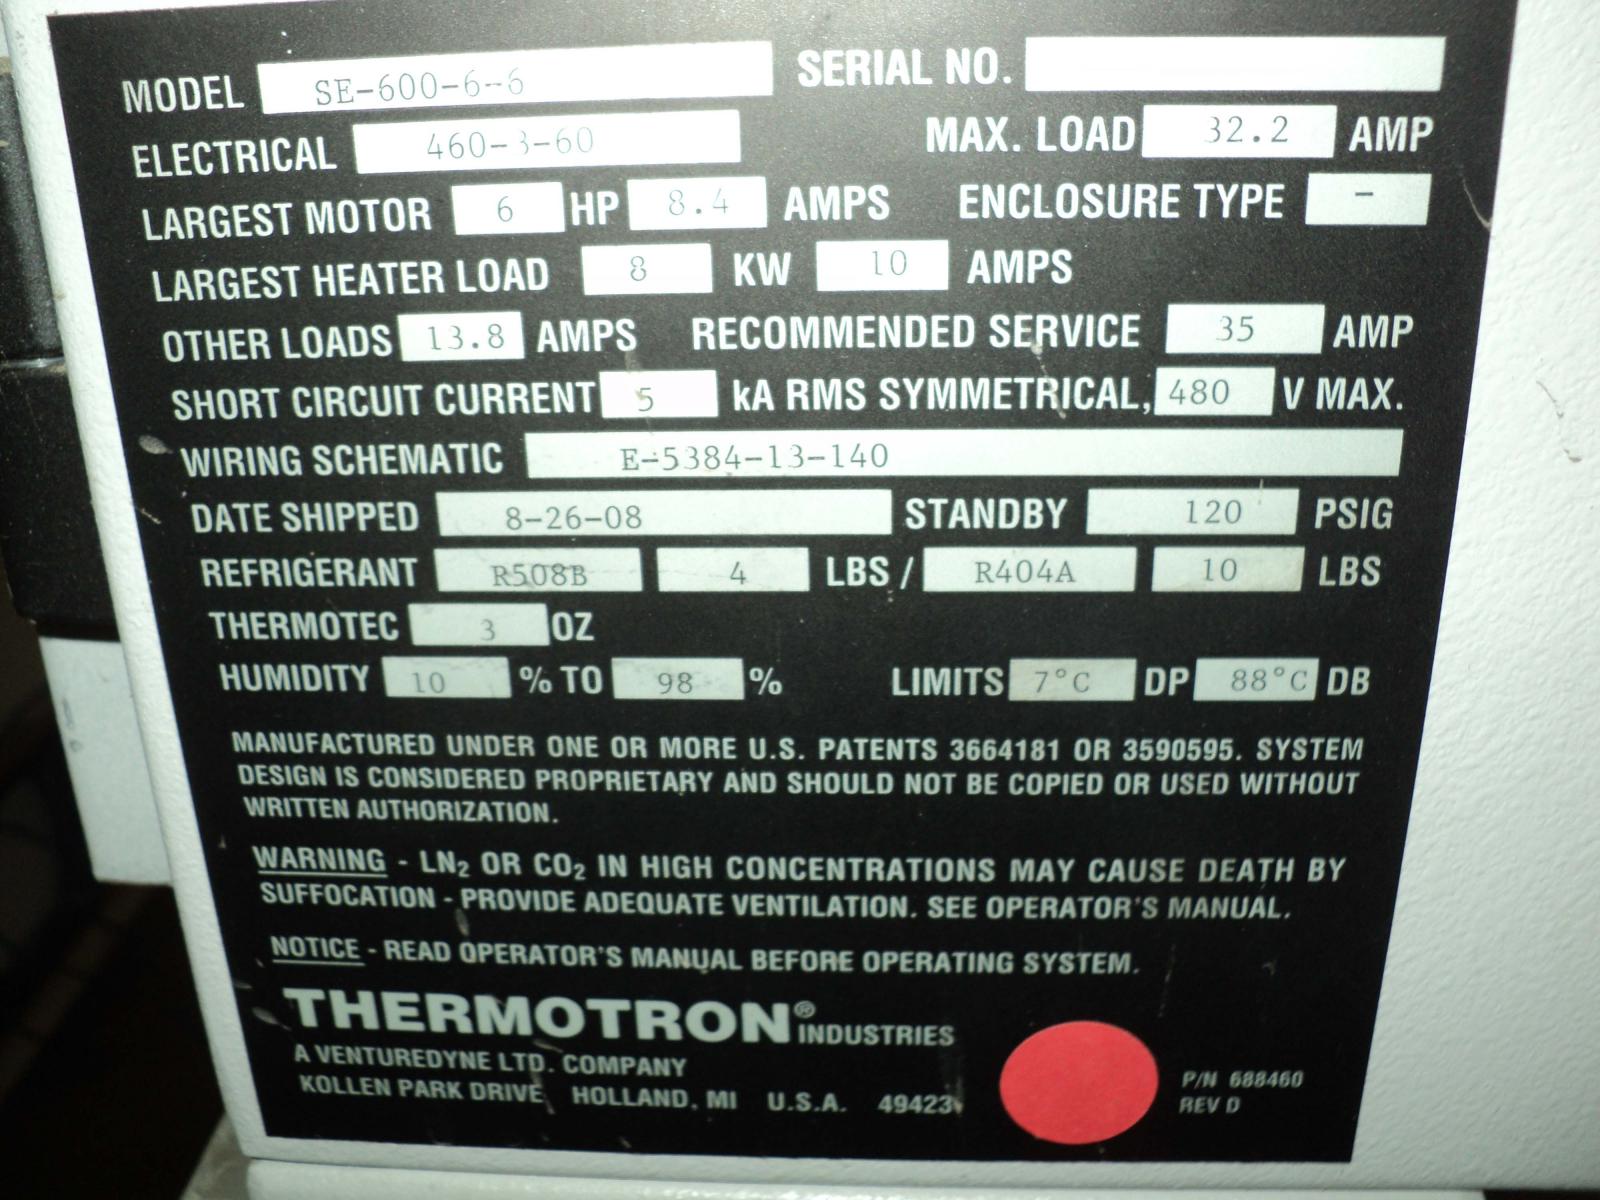 MODEL SE-600-6-6 SERIAL NO.
ELECTRICAL 460-3-60 MAX. LOAD 32.2 AMP
LARGEST MOTOR 6 HP 8.4 AMPS ENCLOSURE TYPE -
LARGEST HEATER LOAD 8 KW 10 AMPS
OTHER LOADS 13.8 AMPS RECOMMENDED SERVICE 35 AMP
SHORT CIRCUIT CURRENT 5 kA RMS SYMMETRICAL, 480 V MAX.
WIRING SCHEMATIC E-5384-13-140
DATE SHIPPED 8-26-08 STANDBY 120 PSIG
REFRIGERANT R508B 4 LBS / R404A 10 LBS
THERMOTEC 3 OZ
HUMIDITY 10 % TO 98 % LIMITS 7°C DP 88°C DB
MANUFACTURED UNDER ONE OR MORE U.S. PATENTS 3664181 OR 3590595. SYSTEM
DESIGN IS CONSIDERED PROPRIETARY AND SHOULD NOT BE COPIED OR USED WITHOUT
WRITTEN AUTHORIZATION.
WARNING - LN₂ OR CO₂ IN HIGH CONCENTRATIONS MAY CAUSE DEATH BY
SUFFOCATION - PROVIDE ADEQUATE VENTILATION. SEE OPERATOR'S MANUAL.
NOTICE - READ OPERATOR'S MANUAL BEFORE OPERATING SYSTEM.
THERMOTRON® INDUSTRIES
A VENTUREDYNE LTD. COMPANY
KOLLEN PARK DRIVE HOLLAND, MI U.S.A. 49423
P/N 688460
REV D